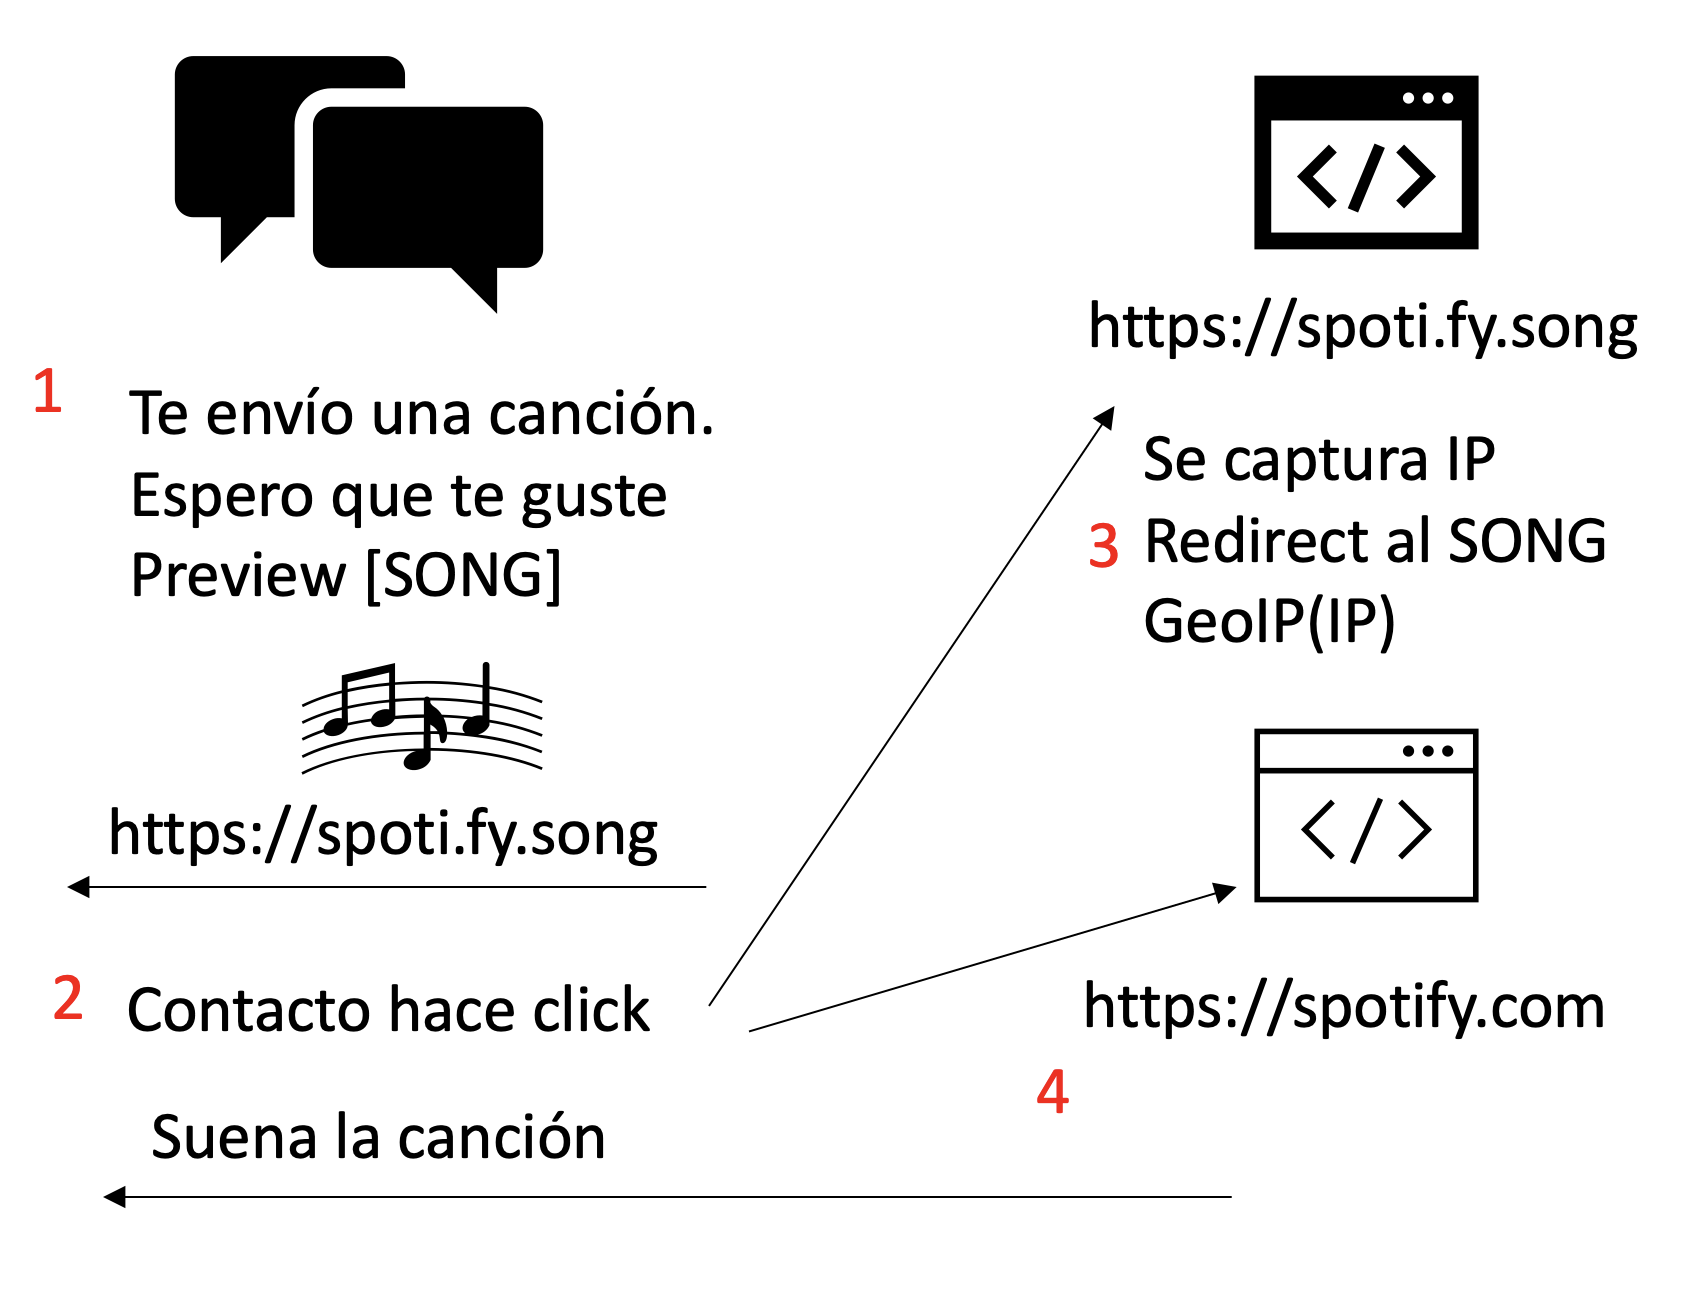 1
Te envío una canción.
Espero que te guste
Preview [SONG]
https://spoti.fy.song
2
Contacto hace click
Suena la canción
</>
https://spoti.fy.song
Se captura IP
3 Redirect al SONG
GeoIP(IP)
</>
https://spotify.com
4